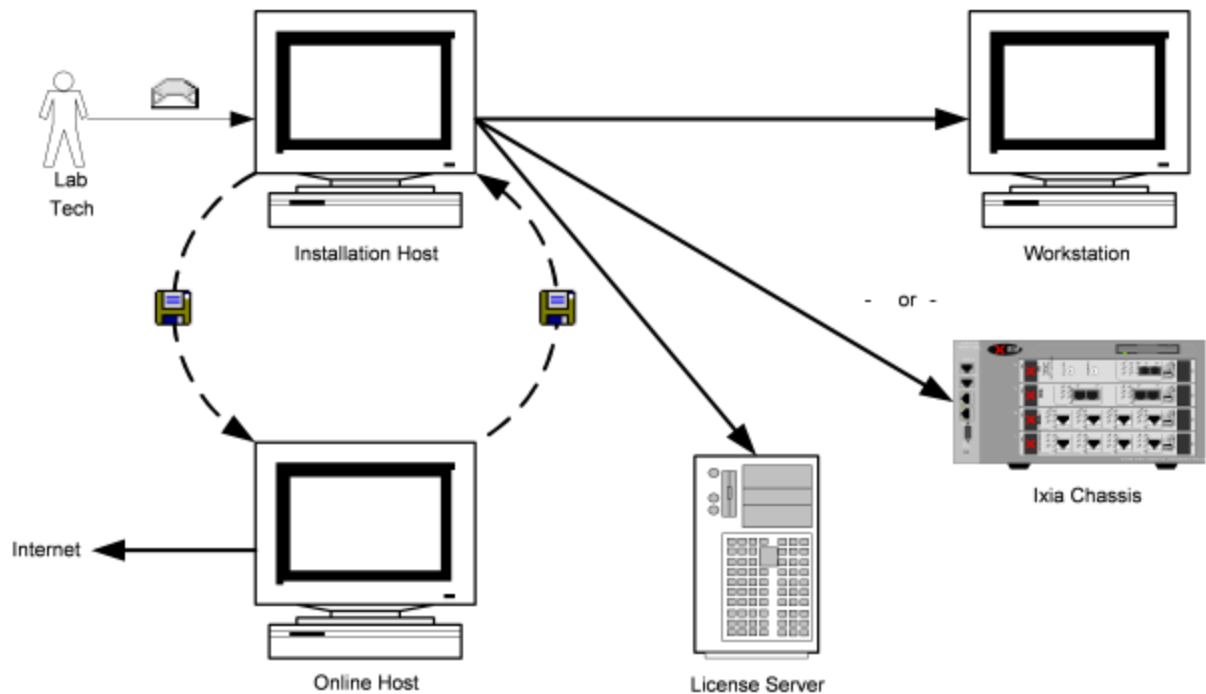 Lab
Tech
Installation Host
Workstation
- or -
Ixia Chassis
Internet
Online Host
License Server